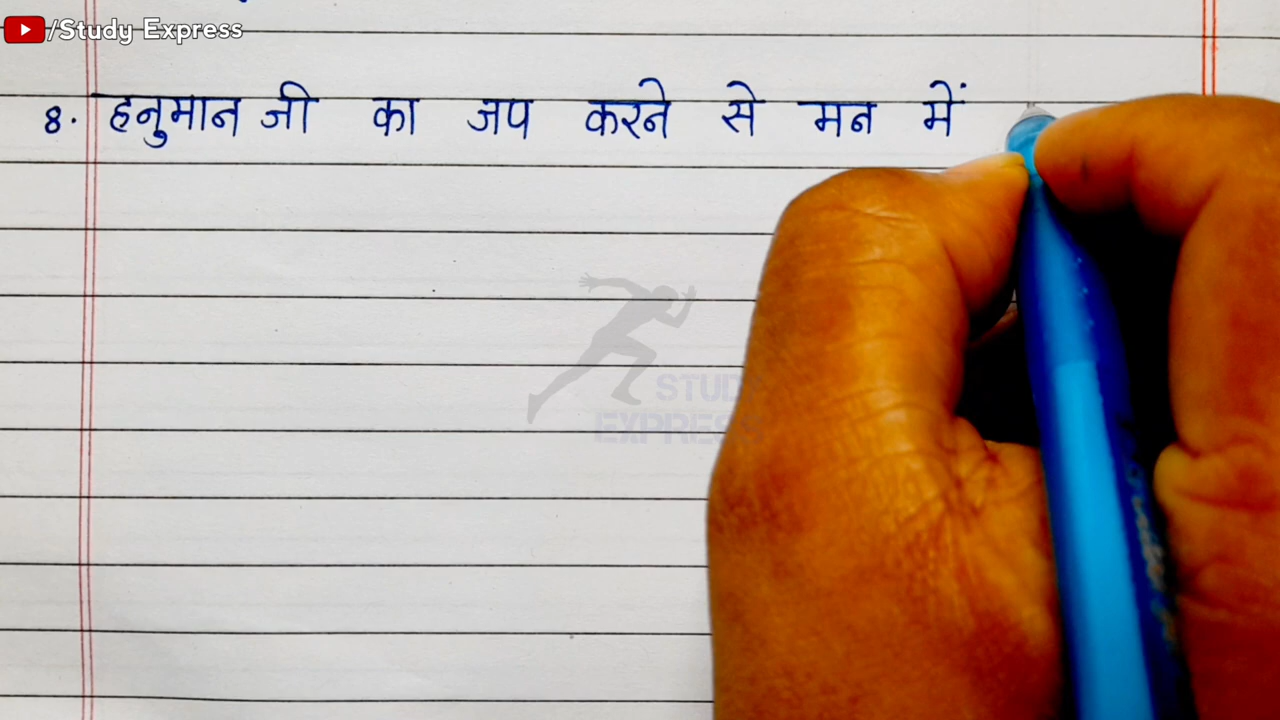 /Study Express
8. हनुमान जी का जप करने से मन में
STUDY
EXPRESS